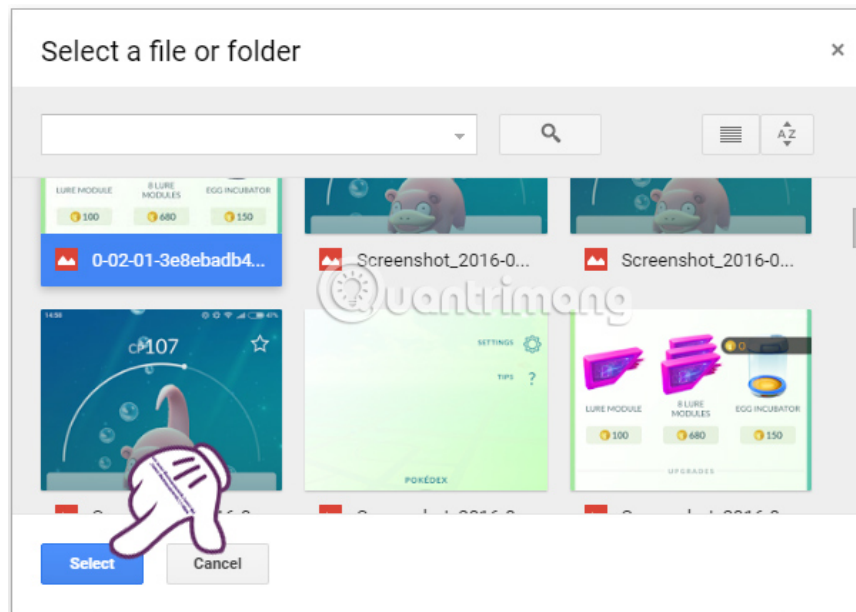 Select a file or folder
×
A Z
LURE MODULE
8 LURE
MODULES
EGG INCUBATOR
100
680
150
0-02-01-3e8ebadb4...
Screenshot_2016-0...
Screenshot_2016-0...
Quantrimang
14:50
41%
CP107
SETTINGS
TIPS ?
POKÉDEX
0
LURE MODULE
8 LURE
MODULES
EGG INCUBATOR
100
680
150
UPGRADES
Select
Cancel